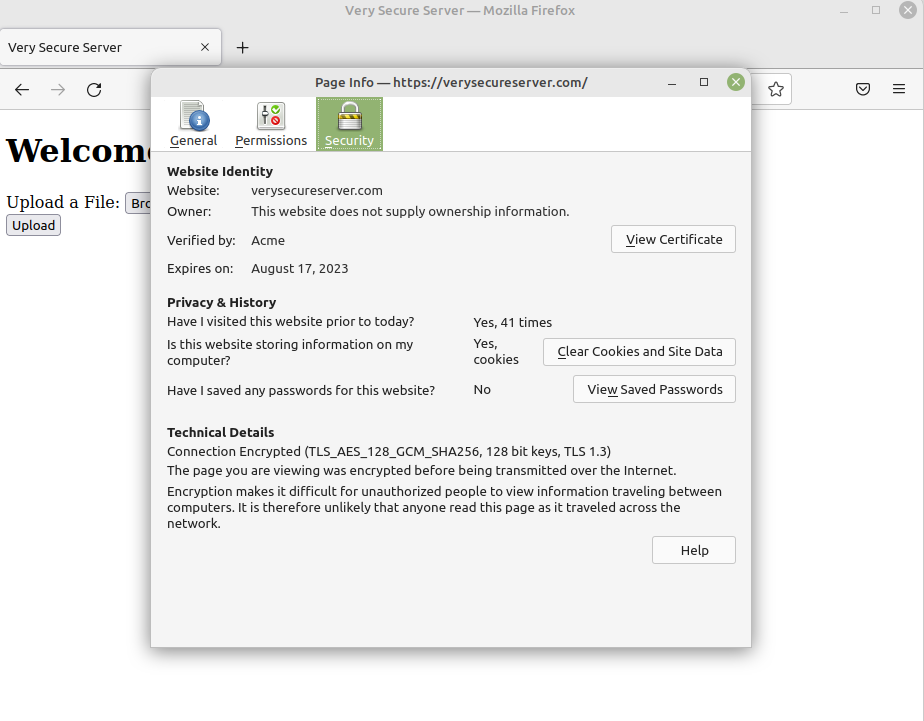 Very Secure Server — Mozilla Firefox
Very Secure Server
Page Info — https://verysecureserver.com/
General Permissions Security
Welcome
Upload a File: Bro
Upload
Website Identity
Website: verysecureserver.com
Owner: This website does not supply ownership information.
Verified by: Acme View Certificate
Expires on: August 17, 2023
Privacy & History
Have I visited this website prior to today? Yes, 41 times
Is this website storing information on my
computer?
Yes,
cookies
Clear Cookies and Site Data
Have I saved any passwords for this website? No View Saved Passwords
Technical Details
Connection Encrypted (TLS_AES_128_GCM_SHA256, 128 bit keys, TLS 1.3)
The page you are viewing was encrypted before being transmitted over the Internet.
Encryption makes it difficult for unauthorized people to view information traveling between
computers. It is therefore unlikely that anyone read this page as it traveled across the
network.
Help